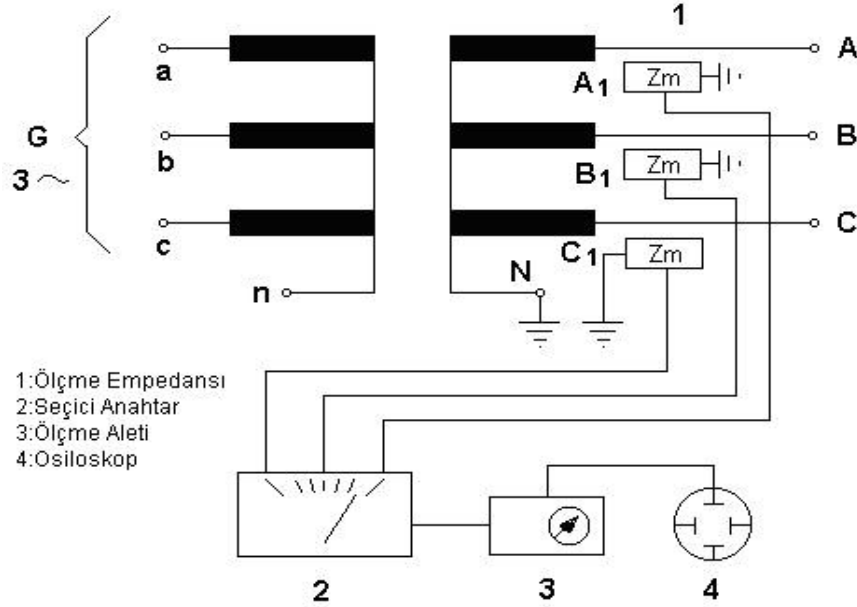 1
a
A
A1
Zm
G
3 ~
b
B
B1
Zm
c
C
C1
Zm
n
N
1:Ölçme Empedansı
2:Seçici Anahtar
3:Ölçme Aleti
4:Osiloskop
2
3
4